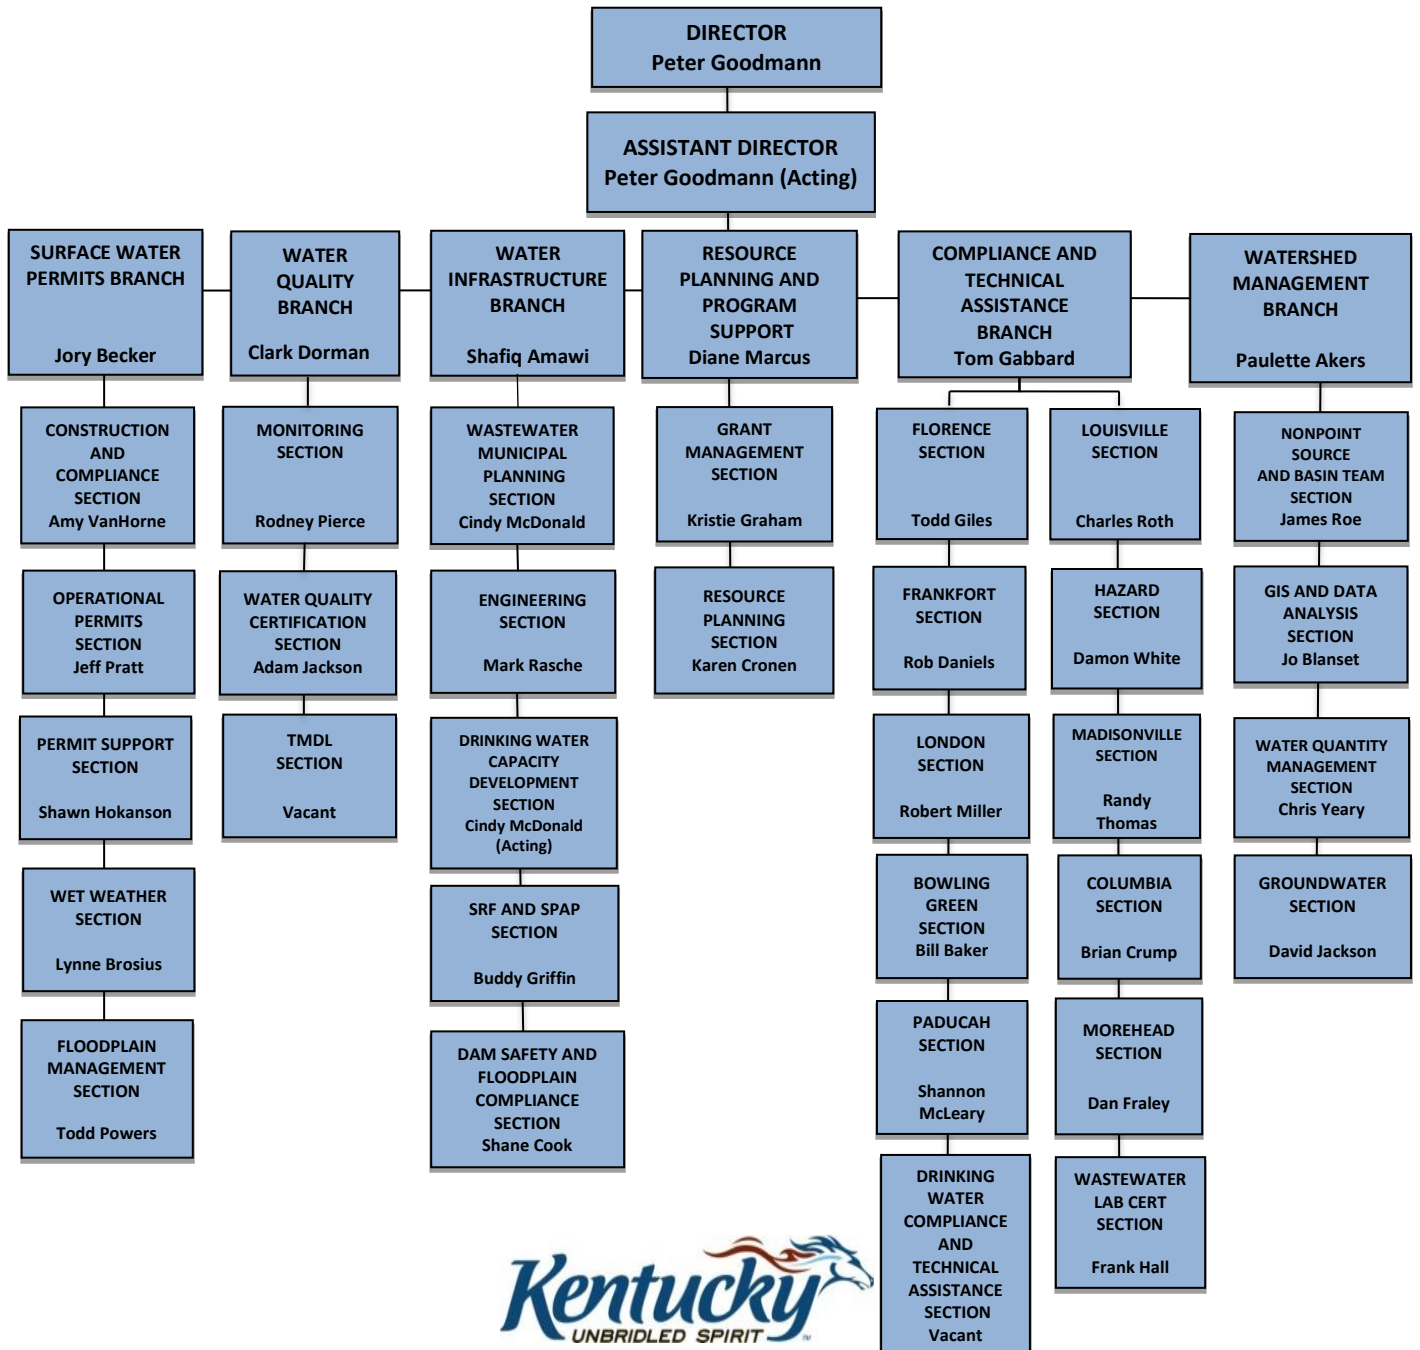 DIRECTOR
Peter Goodmann
ASSISTANT DIRECTOR
Peter Goodmann (Acting)
SURFACE WATER
PERMITS BRANCH
Jory Becker
WATER
QUALITY
BRANCH
Clark Dorman
WATER
INFRASTRUCTURE
BRANCH
Shafiq Amawi
RESOURCE
PLANNING AND
PROGRAM
SUPPORT
Diane Marcus
COMPLIANCE AND
TECHNICAL
ASSISTANCE
BRANCH
Tom Gabbard
WATERSHED
MANAGEMENT
BRANCH
Paulette Akers
CONSTRUCTION
AND
COMPLIANCE
SECTION
Amy VanHorne
OPERATIONAL
PERMITS
SECTION
Jeff Pratt
PERMIT SUPPORT
SECTION
Shawn Hokanson
WET WEATHER
SECTION
Lynne Brosius
FLOODPLAIN
MANAGEMENT
SECTION
Todd Powers
MONITORING
SECTION
Rodney Pierce
WATER QUALITY
CERTIFICATION
SECTION
Adam Jackson
TMDL
SECTION
Vacant
WASTEWATER
MUNICIPAL
PLANNING
SECTION
Cindy McDonald
ENGINEERING
SECTION
Mark Rasche
DRINKING WATER
CAPACITY
DEVELOPMENT
SECTION
Cindy McDonald
(Acting)
SRF AND SPAP
SECTION
Buddy Griffin
DAM SAFETY AND
FLOODPLAIN
COMPLIANCE
SECTION
Shane Cook
GRANT
MANAGEMENT
SECTION
Kristie Graham
RESOURCE
PLANNING
SECTION
Karen Cronen
FLORENCE
SECTION
Todd Giles
FRANKFORT
SECTION
Rob Daniels
LONDON
SECTION
Robert Miller
BOWLING
GREEN
SECTION
Bill Baker
PADUCAH
SECTION
Shannon
McLeary
DRINKING
WATER
COMPLIANCE
AND
TECHNICAL
ASSISTANCE
SECTION
Vacant
LOUISVILLE
SECTION
Charles Roth
HAZARD
SECTION
Damon White
MADISONVILLE
SECTION
Randy
Thomas
COLUMBIA
SECTION
Brian Crump
MOREHEAD
SECTION
Dan Fraley
WASTEWATER
LAB CERT
SECTION
Frank Hall
NONPOINT
SOURCE
AND BASIN TEAM
SECTION
James Roe
GIS AND DATA
ANALYSIS
SECTION
Jo Blanset
WATER QUANTITY
MANAGEMENT
SECTION
Chris Yeary
GROUNDWATER
SECTION
David Jackson
Kentucky
UNBRIDLED SPIRIT™